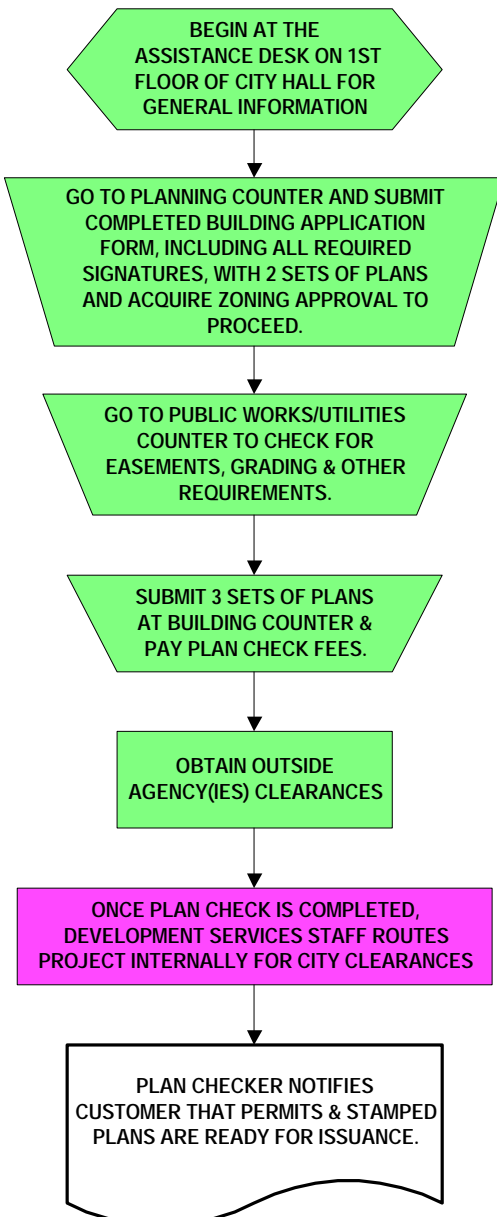 BEGIN AT THE
ASSISTANCE DESK ON 1ST
FLOOR OF CITY HALL FOR
GENERAL INFORMATION
GO TO PLANNING COUNTER AND SUBMIT
COMPLETED BUILDING APPLICATION
FORM, INCLUDING ALL REQUIRED
SIGNATURES, WITH 2 SETS OF PLANS
AND ACQUIRE ZONING APPROVAL TO
PROCEED.
GO TO PUBLIC WORKS/UTILITIES
COUNTER TO CHECK FOR
EASEMENTS, GRADING & OTHER
REQUIREMENTS.
SUBMIT 3 SETS OF PLANS
AT BUILDING COUNTER &
PAY PLAN CHECK FEES.
OBTAIN OUTSIDE
AGENCY(IES) CLEARANCES
ONCE PLAN CHECK IS COMPLETED,
DEVELOPMENT SERVICES STAFF ROUTES
PROJECT INTERNALLY FOR CITY CLEARANCES
PLAN CHECKER NOTIFIES
CUSTOMER THAT PERMITS & STAMPED
PLANS ARE READY FOR ISSUANCE.